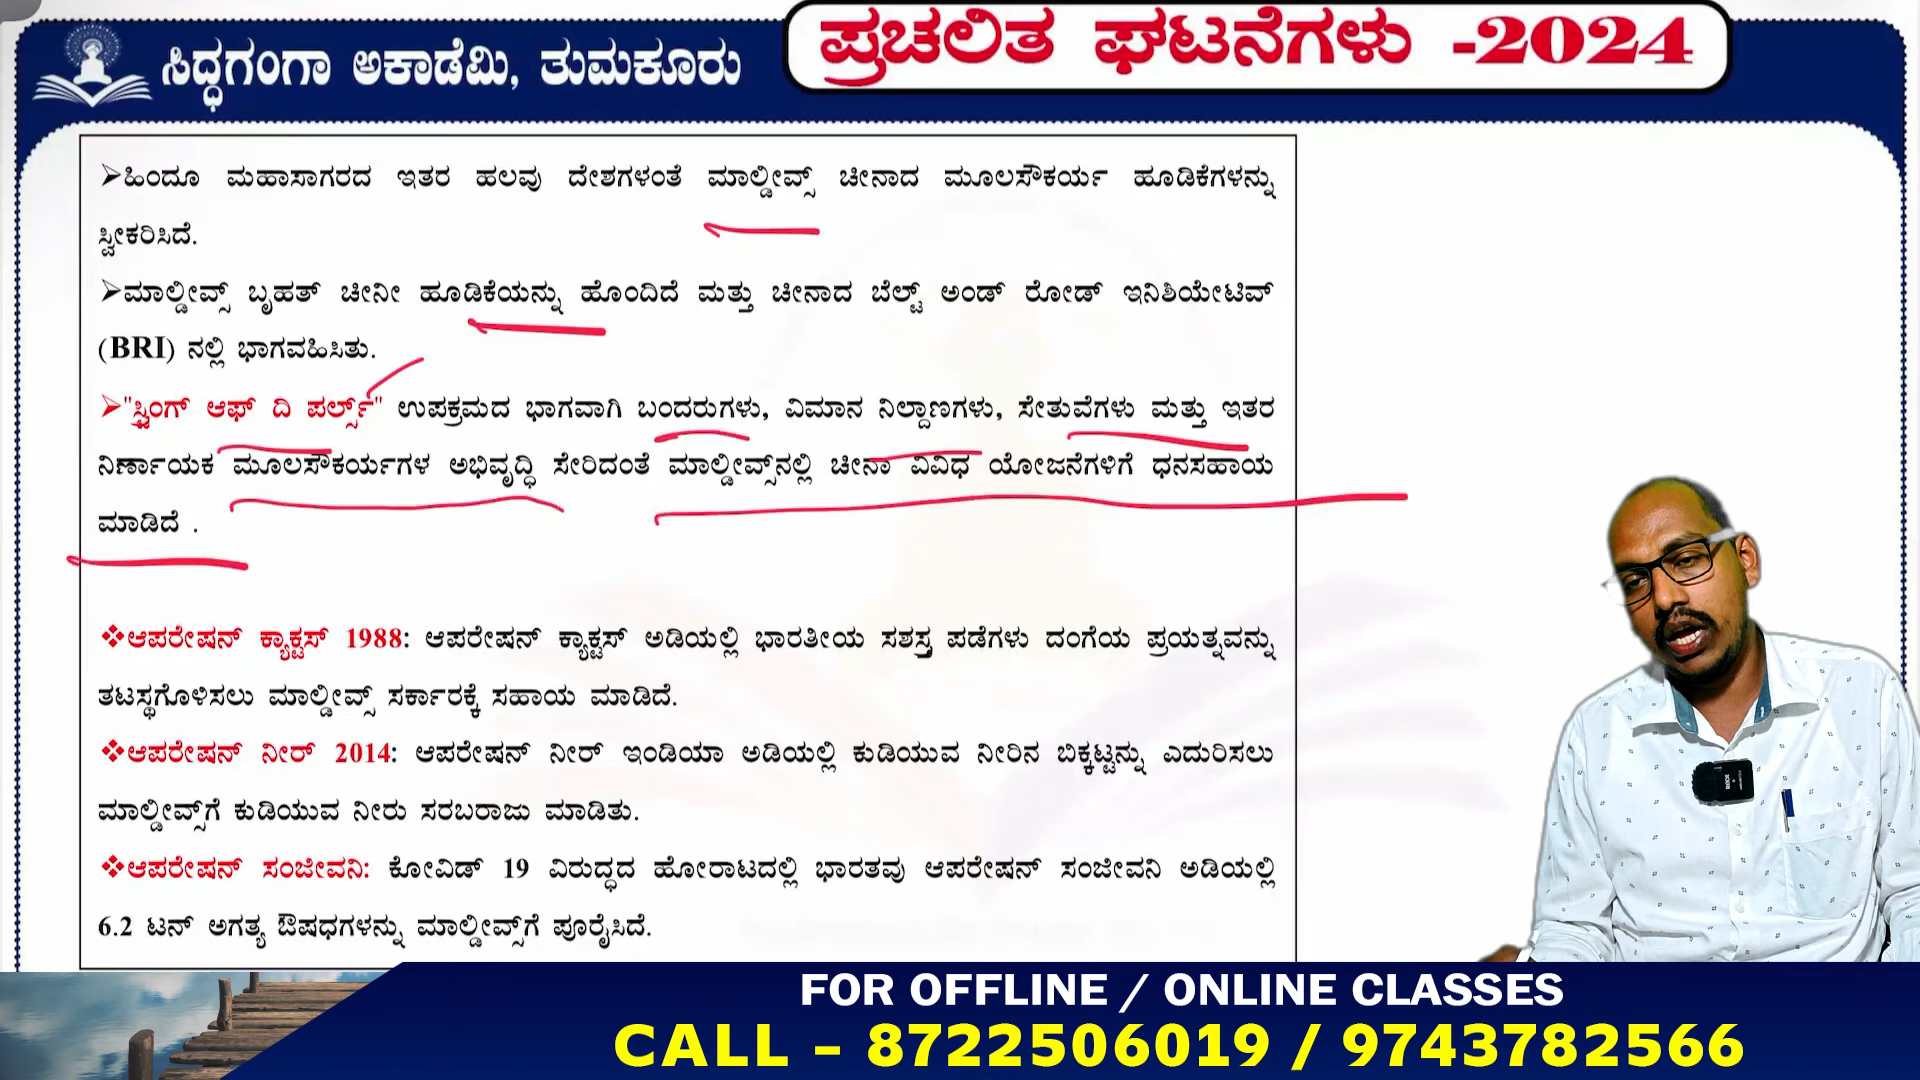 ಸಿದ್ಧಗಂಗಾ ಅಕಾಡೆಮಿ, ತುಮಕೂರು
ಪ್ರಚಲಿತ ಘಟನೆಗಳು -2024
➢ಹಿಂದೂ ಮಹಾಸಾಗರದ ಇತರ ಹಲವು ದೇಶಗಳಂತೆ ಮಾಲ್ಡೀವ್ಸ್ ಚೀನಾದ ಮೂಲಸೌಕರ್ಯ ಹೂಡಿಕೆಗಳನ್ನು
ಸ್ವೀಕರಿಸಿದೆ.
➢ಮಾಲ್ಡೀವ್ಸ್ ಬೃಹತ್ ಚೀನೀ ಹೂಡಿಕೆಯನ್ನು ಹೊಂದಿದೆ ಮತ್ತು ಚೀನಾದ ಬೆಲ್ಟ್ ಅಂಡ್ ರೋಡ್ ಇನಿಶಿಯೇಟಿವ್
(BRI) ನಲ್ಲಿ ಭಾಗವಹಿಸಿತು.
➢"ಸ್ಟ್ರಿಂಗ್ ಆಫ್ ದಿ ಪರ್ಲ್ಸ್" ಉಪಕ್ರಮದ ಭಾಗವಾಗಿ ಬಂದರುಗಳು, ವಿಮಾನ ನಿಲ್ದಾಣಗಳು, ಸೇತುವೆಗಳು ಮತ್ತು ಇತರ
ನಿರ್ಣಾಯಕ ಮೂಲಸೌಕರ್ಯಗಳ ಅಭಿವೃದ್ಧಿ ಸೇರಿದಂತೆ ಮಾಲ್ಡೀವ್ಸ್‌ನಲ್ಲಿ ಚೀನಾ ವಿವಿಧ ಯೋಜನೆಗಳಿಗೆ ಧನಸಹಾಯ
ಮಾಡಿದೆ .
❖ಆಪರೇಷನ್ ಕ್ಯಾಕ್ಟಸ್ 1988: ಆಪರೇಷನ್ ಕ್ಯಾಕ್ಟಸ್ ಅಡಿಯಲ್ಲಿ ಭಾರತೀಯ ಸಶಸ್ತ್ರ ಪಡೆಗಳು ದಂಗೆಯ ಪ್ರಯತ್ನವನ್ನು
ತಟಸ್ಥಗೊಳಿಸಲು ಮಾಲ್ಡೀವ್ಸ್ ಸರ್ಕಾರಕ್ಕೆ ಸಹಾಯ ಮಾಡಿದೆ.
❖ಆಪರೇಷನ್ ನೀರ್ 2014: ಆಪರೇಷನ್ ನೀರ್ ಇಂಡಿಯಾ ಅಡಿಯಲ್ಲಿ ಕುಡಿಯುವ ನೀರಿನ ಬಿಕ್ಕಟ್ಟನ್ನು ಎದುರಿಸಲು
ಮಾಲ್ಡೀವ್ಸ್‌ಗೆ ಕುಡಿಯುವ ನೀರು ಸರಬರಾಜು ಮಾಡಿತು.
❖ಆಪರೇಷನ್ ಸಂಜೀವನಿ: ಕೋವಿಡ್ 19 ವಿರುದ್ಧದ ಹೋರಾಟದಲ್ಲಿ ಭಾರತವು ಆಪರೇಷನ್ ಸಂಜೀವನಿ ಅಡಿಯಲ್ಲಿ
6.2 ಟನ್ ಅಗತ್ಯ ಔಷಧಗಳನ್ನು ಮಾಲ್ಡೀವ್ಸ್‌ಗೆ ಪೂರೈಸಿದೆ.
FOR OFFLINE / ONLINE CLASSES
CALL – 8722506019 / 9743782566